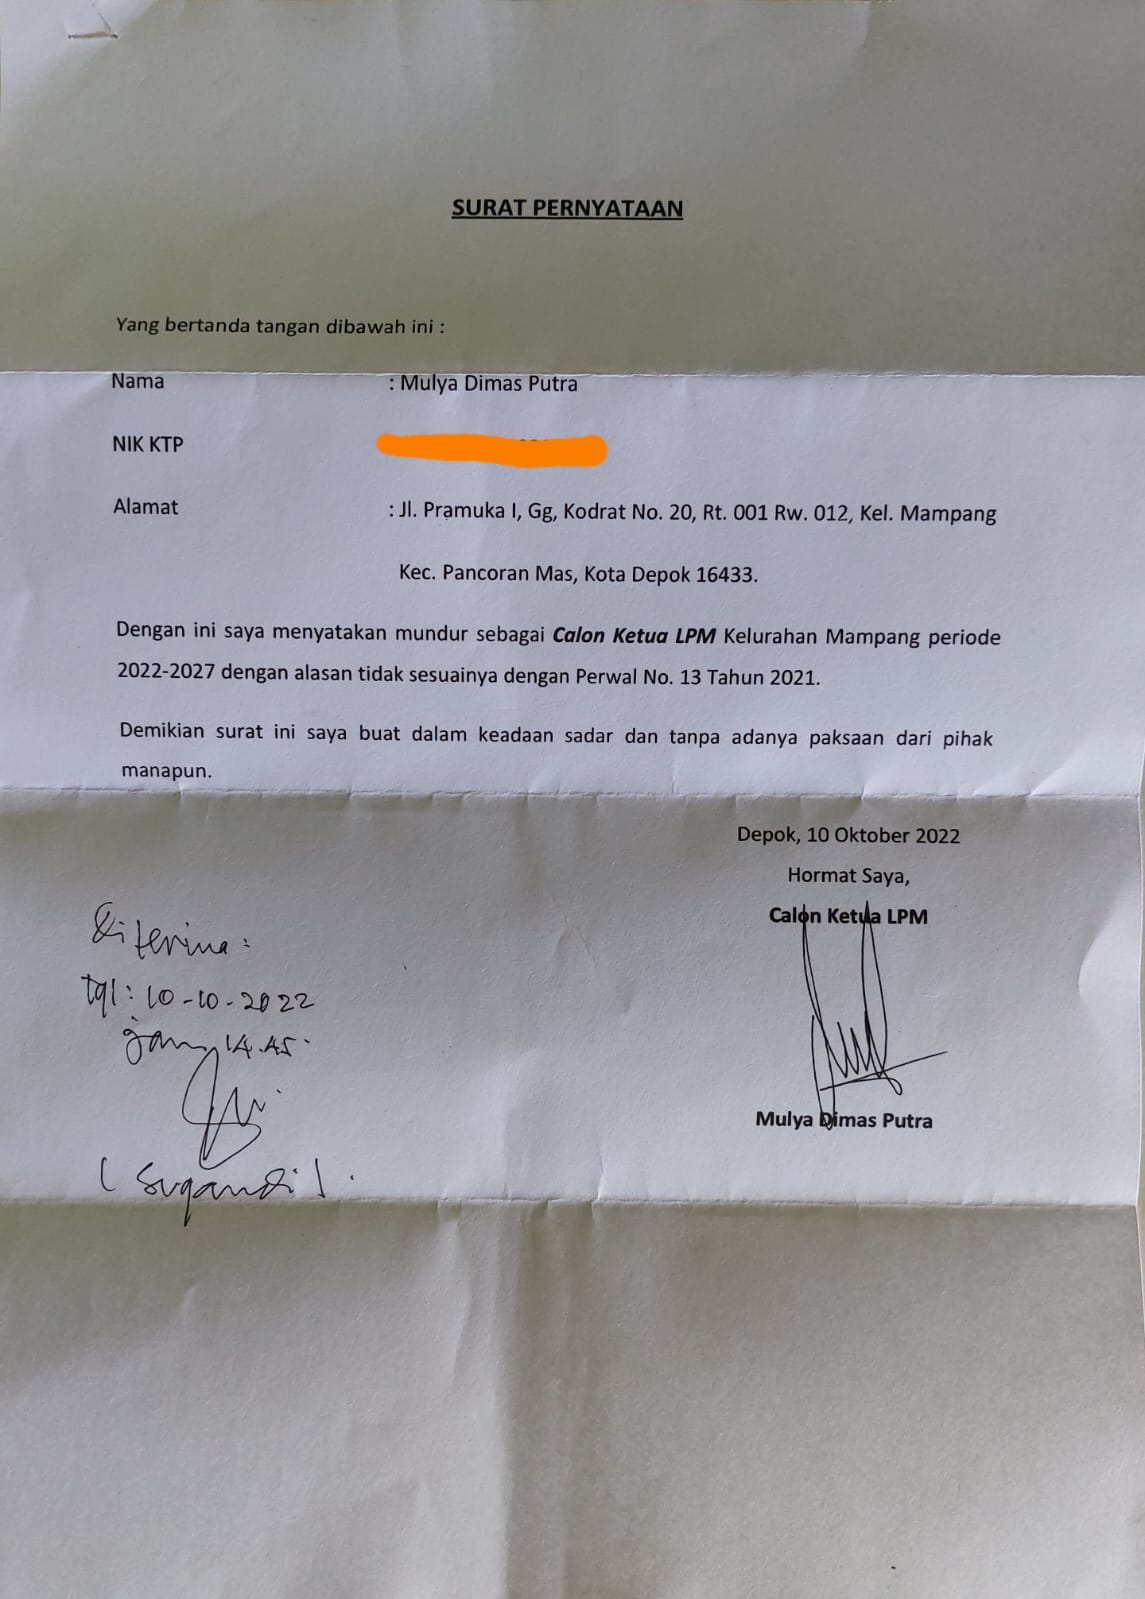 SURAT PERNYATAAN
Yang bertanda tangan dibawah ini :
Nama : Mulya Dimas Putra
NIK KTP
Alamat : Jl. Pramuka I, Gg, Kodrat No. 20, Rt. 001 Rw. 012, Kel. Mampang
Kec. Pancoran Mas, Kota Depok 16433.
Dengan ini saya menyatakan mundur sebagai Calon Ketua LPM Kelurahan Mampang periode
2022-2027 dengan alasan tidak sesuainya dengan Perwal No. 13 Tahun 2021.
Demikian surat ini saya buat dalam keadaan sadar dan tanpa adanya paksaan dari pihak
manapun.
Depok, 10 Oktober 2022
Hormat Saya,
Calon Ketua LPM
Mulya Dimas Putra
diterima :
tgl : 10-10-2022
jam 14.45.
( Sugandi ).